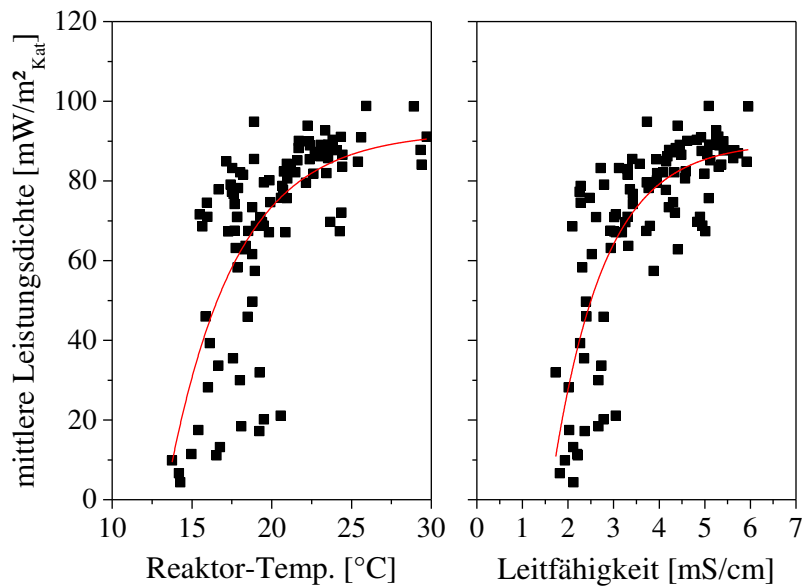 mittlere Leistungsdichte [mW/m²Kat]
120
100
80
60
40
20
0
10 15 20 25 30
0 1 2 3 4 5 6 7
Reaktor-Temp. [°C]
Leitfähigkeit [mS/cm]